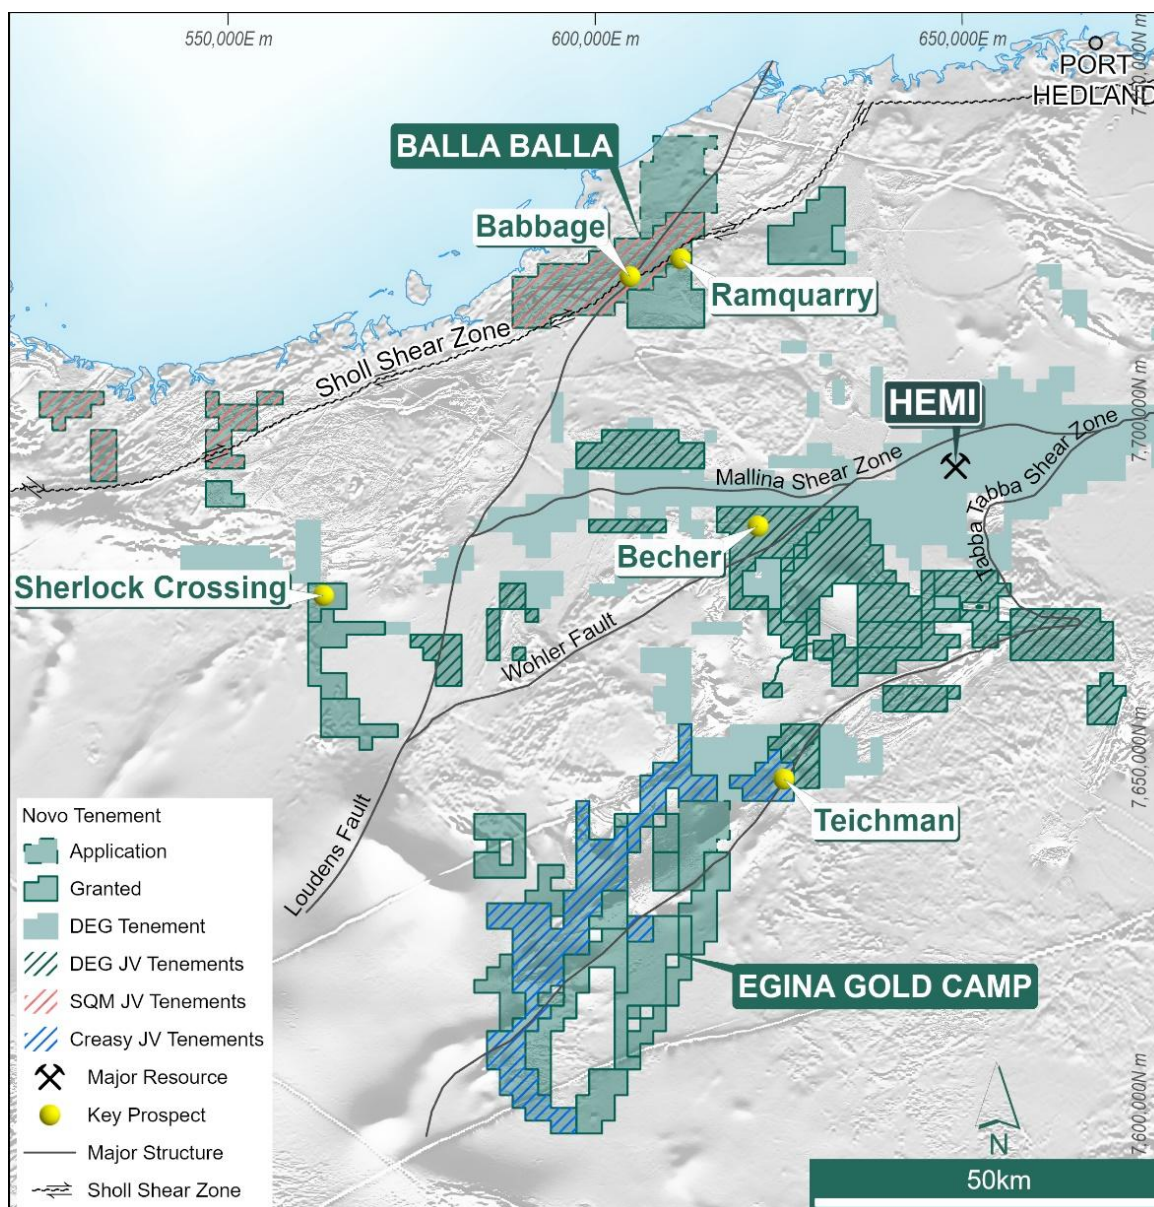 550,000E m
600,000E m
650,000E m
PORT
HEDLAND
7,750,000N m
BALLA BALLA
Babbage
Ramquarry
Sholl Shear Zone
HEMI
7,700,000N m
Mallina Shear Zone
Tabba Tabba Shear Zone
Becher
Sherlock Crossing
Wohler Fault
7,650,000N m
Teichman
Loudens Fault
EGINA GOLD CAMP
7,600,000N m
Novo Tenement
Application
Granted
DEG Tenement
DEG JV Tenements
SQM JV Tenements
Creasy JV Tenements
Major Resource
Key Prospect
Major Structure
Sholl Shear Zone
N
50km